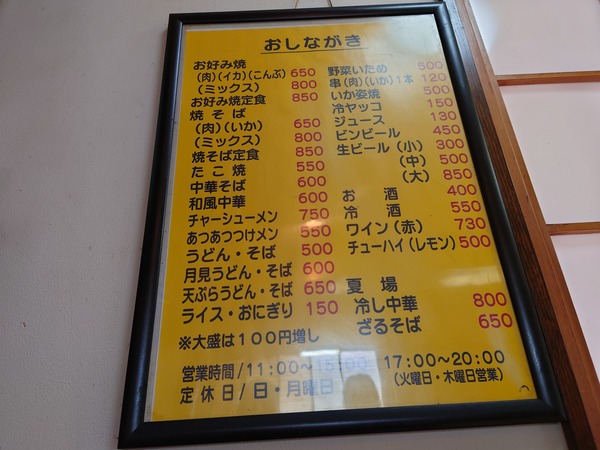 おしながき
お好み焼
(肉)(イカ)(こんぶ) 650
(ミックス) 800
お好み焼定食 850
焼そば
(肉)(いか) 650
(ミックス) 800
焼そば定食 850
たこ焼 550
中華そば 600
和風中華 600
チャーシューメン 750
あつあつつけメン 550
うどん・そば 500
月見うどん・そば 600
天ぷらうどん・そば 650
ライス・おにぎり 150
※大盛は100円増し
野菜いため 500
串(肉)(いか)1本 120
いか姿焼 500
冷ヤッコ 150
ジュース 130
ビンビール 450
生ビール(小) 300
(中) 500
(大) 850
お酒 400
冷酒 550
ワイン(赤) 730
チューハイ(レモン) 500
夏場
冷し中華 800
ざるそば 650
営業時間/11:00～15:00 17:00～20:00
(火曜日・木曜日営業)
定休日/日・月曜日